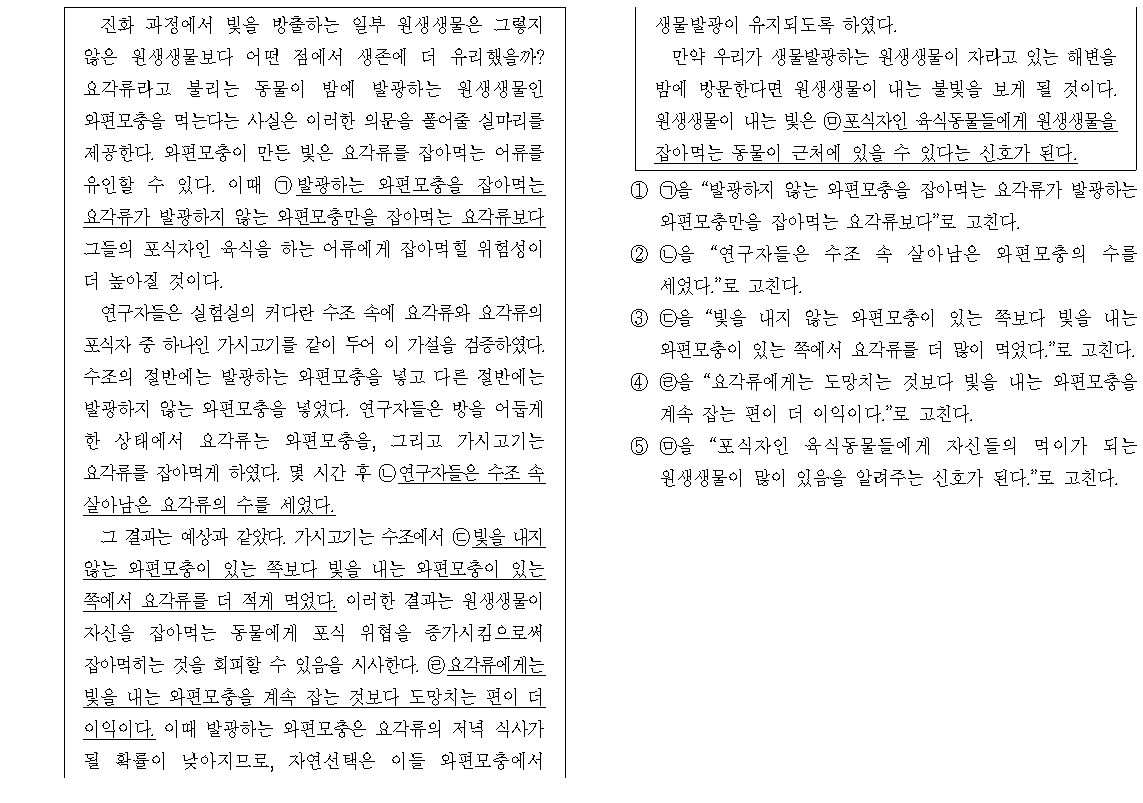 진화 과정에서 빛을 방출하는 일부 원생생물은 그렇지
않은 원생생물보다 어떤 점에서 생존에 더 유리했을까?
요각류라고 불리는 동물이 밤에 발광하는 원생생물인
와편모충을 먹는다는 사실은 이러한 의문을 풀어줄 실마리를
제공한다. 와편모충이 만든 빛은 요각류를 잡아먹는 어류를
유인할 수 있다. 이때 ㉠발광하는 와편모충을 잡아먹는
요각류가 발광하지 않는 와편모충만을 잡아먹는 요각류보다
그들의 포식자인 육식을 하는 어류에게 잡아먹힐 위험성이
더 높아질 것이다.
연구자들은 실험실의 커다란 수조 속에 요각류와 요각류의
포식자 중 하나인 가시고기를 같이 두어 이 가설을 검증하였다.
수조의 절반에는 발광하는 와편모충을 넣고 다른 절반에는
발광하지 않는 와편모충을 넣었다. 연구자들은 방을 어둡게
한 상태에서 요각류는 와편모충을, 그리고 가시고기는
요각류를 잡아먹게 하였다. 몇 시간 후 ㉡연구자들은 수조 속
살아남은 요각류의 수를 세었다.
그 결과는 예상과 같았다. 가시고기는 수조에서 ㉢빛을 내지
않는 와편모충이 있는 쪽보다 빛을 내는 와편모충이 있는
쪽에서 요각류를 더 적게 먹었다. 이러한 결과는 원생생물이
자신을 잡아먹는 동물에게 포식 위협을 증가시킴으로써
잡아먹히는 것을 회피할 수 있음을 시사한다. ㉣요각류에게는
빛을 내는 와편모충을 계속 잡는 것보다 도망치는 편이 더
이익이다. 이때 발광하는 와편모충은 요각류의 저녁 식사가
될 확률이 낮아지므로, 자연선택은 이들 와편모충에서
생물발광이 유지되도록 하였다.
만약 우리가 생물발광하는 원생생물이 자라고 있는 해변을
밤에 방문한다면 원생생물이 내는 불빛을 보게 될 것이다.
원생생물이 내는 빛은 ㉤포식자인 육식동물들에게 원생생물을
잡아먹는 동물이 근처에 있을 수 있다는 신호가 된다.
① ㉠을 “발광하지 않는 와편모충을 잡아먹는 요각류가 발광하는
와편모충만을 잡아먹는 요각류보다”로 고친다.
② ㉡을 “연구자들은 수조 속 살아남은 와편모충의 수를
세었다.”로 고친다.
③ ㉢을 “빛을 내지 않는 와편모충이 있는 쪽보다 빛을 내는
와편모충이 있는 쪽에서 요각류를 더 많이 먹었다.”로 고친다.
④ ㉣을 “요각류에게는 도망치는 것보다 빛을 내는 와편모충을
계속 잡는 편이 더 이익이다.”로 고친다.
⑤ ㉤을 “포식자인 육식동물들에게 자신들의 먹이가 되는
원생생물이 많이 있음을 알려주는 신호가 된다.”로 고친다.